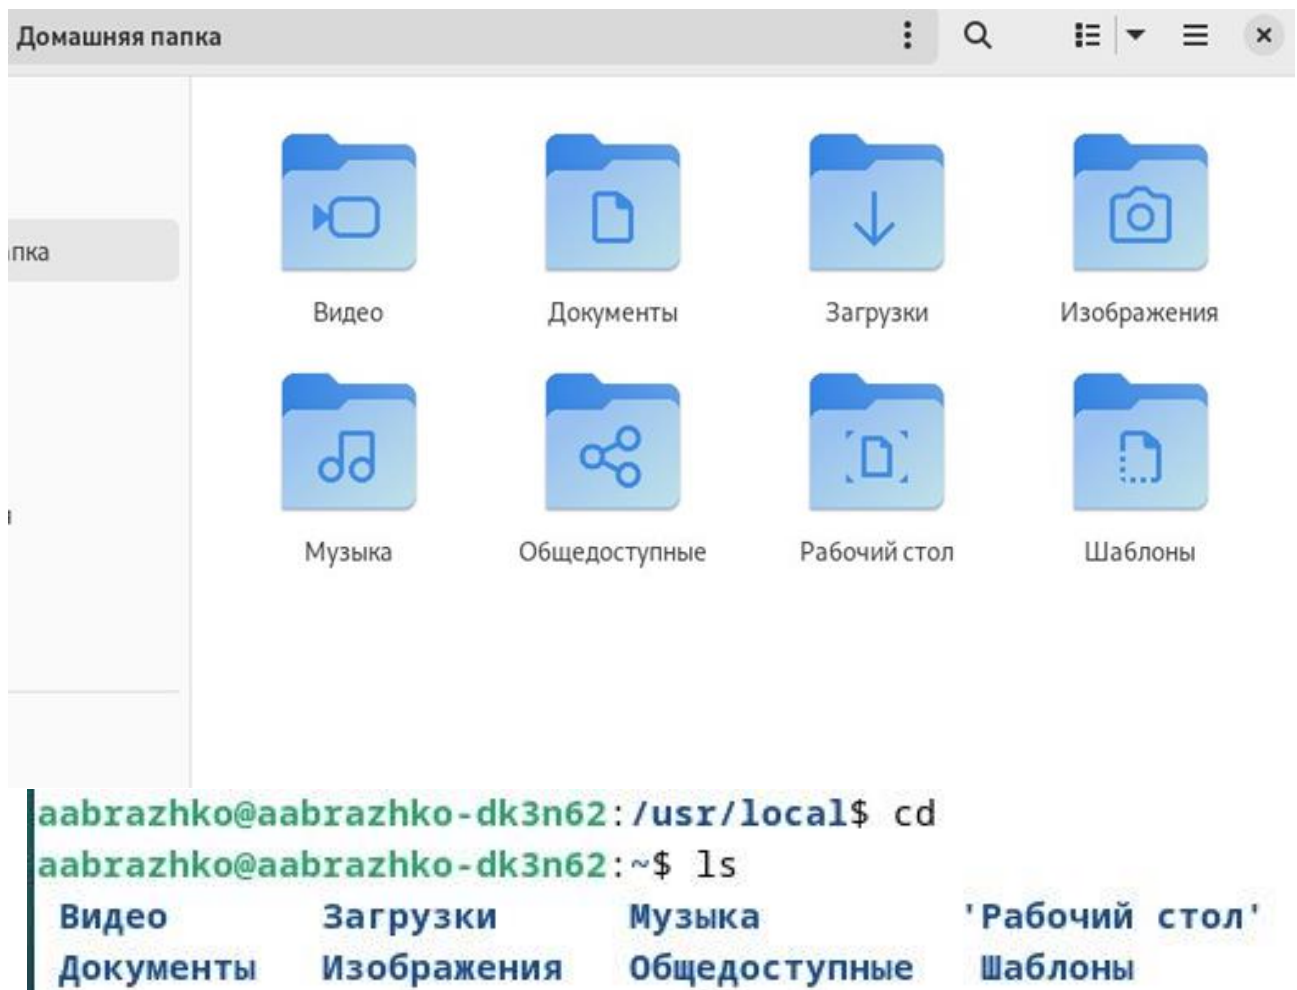 Домашняя папка
апка
Видео Документы Загрузки Изображения
Музыка Общедоступные Рабочий стол Шаблоны
aabrazhko@aabrazhko-dk3n62:/usr/local$ cd
aabrazhko@aabrazhko-dk3n62:~$ ls
Видео Загрузки Музыка 'Рабочий стол'
Документы Изображения Общедоступные Шаблоны